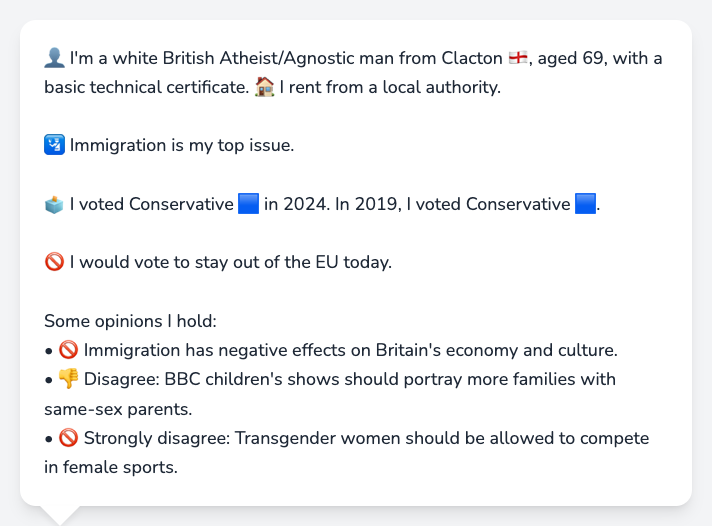 👤 I'm a white British Atheist/Agnostic man from Clacton 🏴󠁧󠁢󠁥󠁮󠁧󠁿, aged 69, with a
basic technical certificate. 🏠 I rent from a local authority.
🛂 Immigration is my top issue.
🗳️ I voted Conservative 🟦 in 2024. In 2019, I voted Conservative 🟦.
🚫 I would vote to stay out of the EU today.
Some opinions I hold:
• 🚫 Immigration has negative effects on Britain's economy and culture.
• 👎 Disagree: BBC children's shows should portray more families with
same-sex parents.
• 🚫 Strongly disagree: Transgender women should be allowed to compete
in female sports.